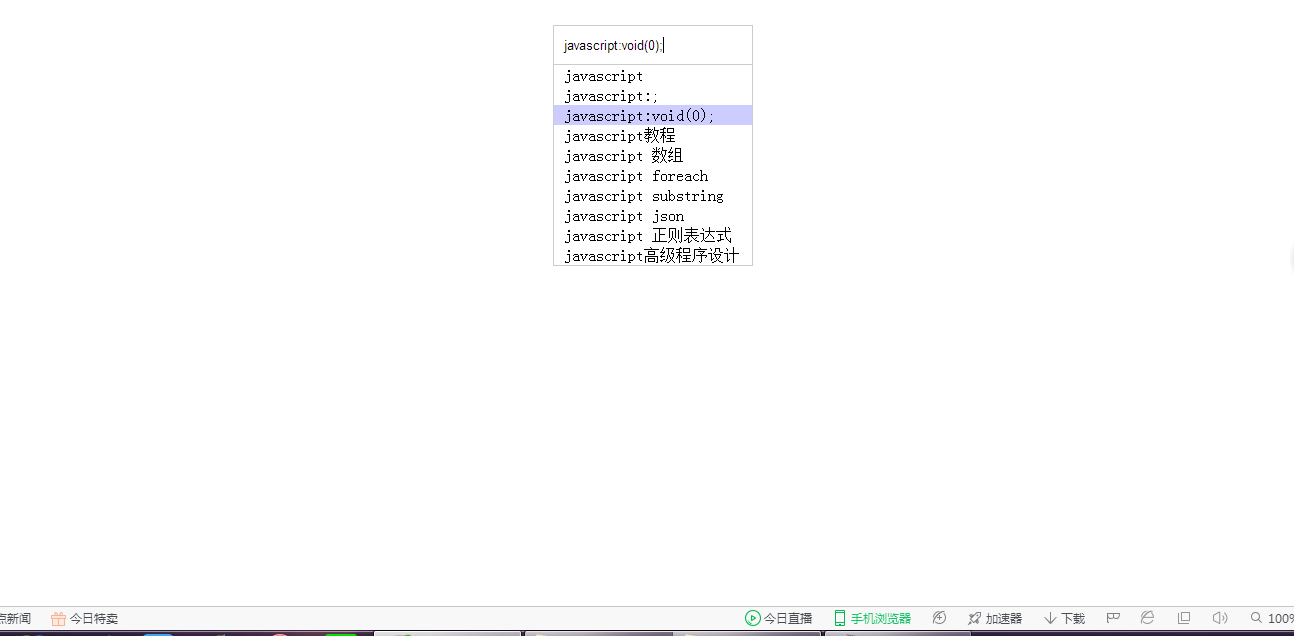 javascript:void(0);
javascript
javascript:;
javascript:void(0);
javascript教程
javascript 数组
javascript foreach
javascript substring
javascript json
javascript 正则表达式
javascript高级程序设计
点新闻 今日特卖 今日直播 手机浏览器 加速器 下载 100%